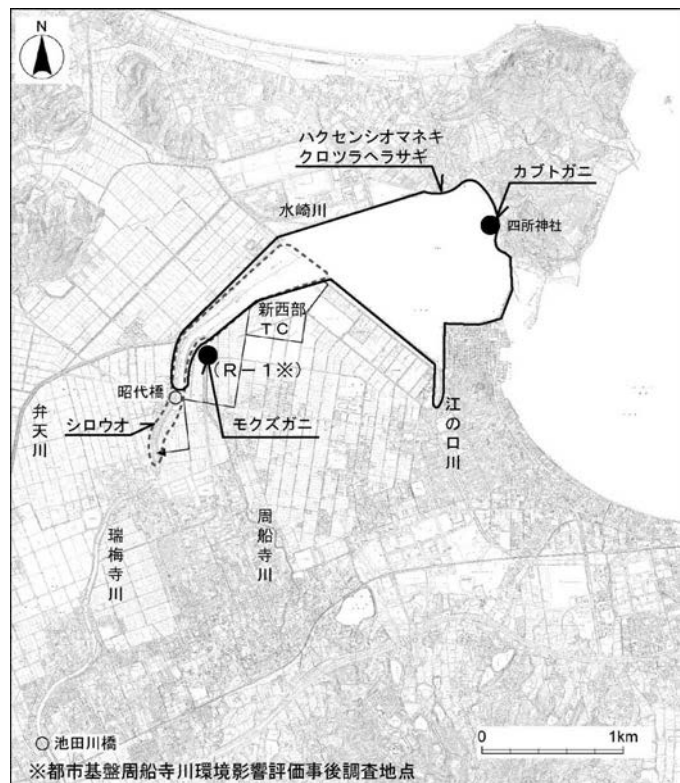 N
ハクセンシオマネキ
クロツラヘラサギ
カブトガニ
水崎川
四所神社
新西部
TC
(R-1※)
昭代橋
シロウオ
モクズガニ
弁天川
江の口川
瑞梅寺川
周船寺川
0 1km
池田川橋
※都市基盤周船寺川環境影響評価事後調査地点